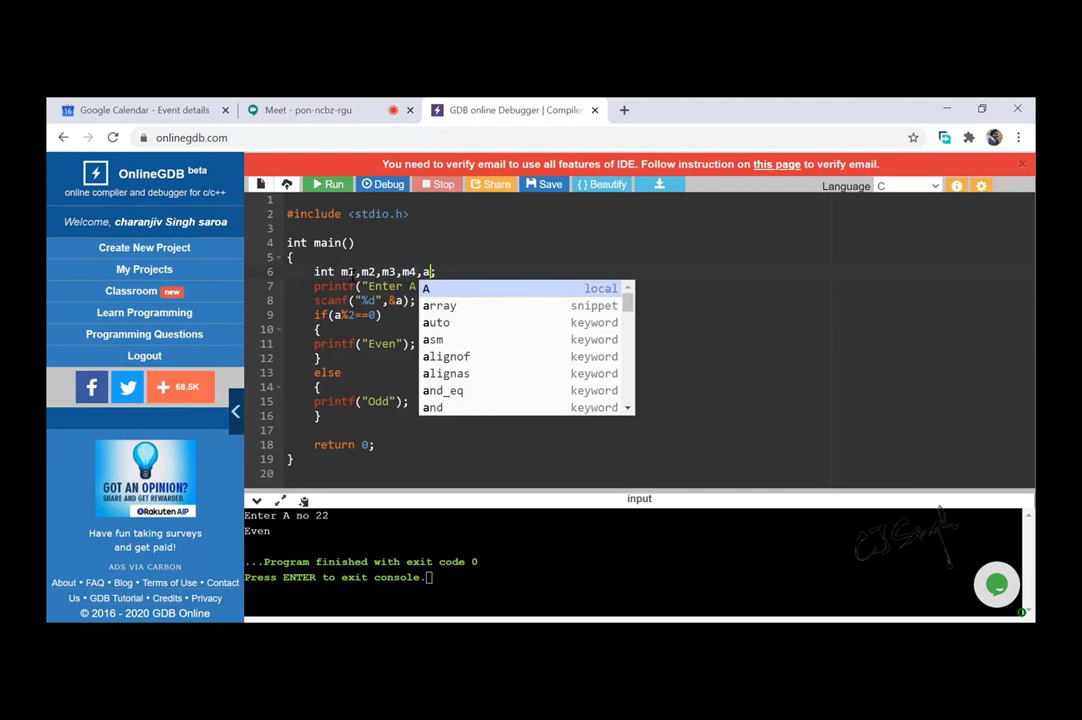 Google Calendar - Event details
Meet - pon-ncbz-rgu
GDB online Debugger | Compiler
onlinegdb.com
OnlineGDB beta
online compiler and debugger for c/c++
Welcome, charanjiv Singh saroa
Create New Project
My Projects
Classroom new
Learn Programming
Programming Questions
Logout
68.5K
GOT AN OPINION?
SHARE AND GET REWARDED.
Rakuten AIP
Have fun taking surveys
and get paid!
ADS VIA CARBON
About • FAQ • Blog • Terms of Use • Contact
Us • GDB Tutorial • Credits • Privacy
© 2016 - 2020 GDB Online
You need to verify email to use all features of IDE. Follow instruction on this page to verify email.
Run Debug Stop Share Save { } Beautify Language C
1
2 #include <stdio.h>
3
4 int main()
5 {
6 int m1,m2,m3,m4,a;
7 printf("Enter A
8 scanf("%d",&a);
9 if(a%2==0)
10 {
11 printf("Even");
12 }
13 else
14 {
15 printf("Odd");
16 }
17
18 return 0;
19 }
20
A local
array snippet
auto keyword
asm keyword
alignof keyword
alignas keyword
and_eq keyword
and keyword
input
Enter A no 22
Even
...Program finished with exit code 0
Press ENTER to exit console.
CJ Singh